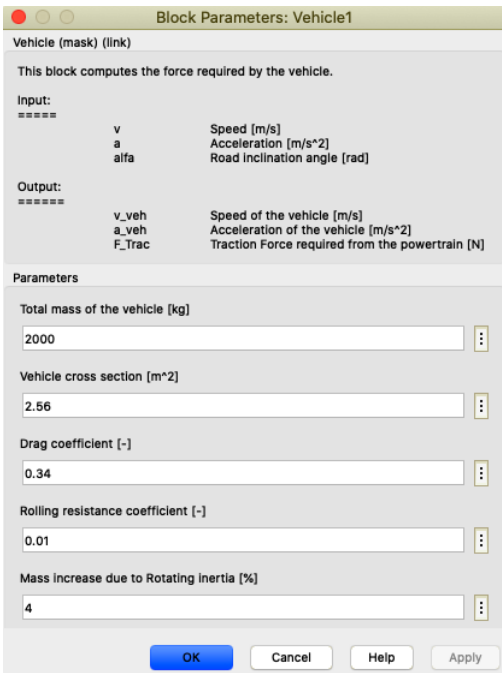 Block Parameters: Vehicle1
Vehicle (mask) (link)
This block computes the force required by the vehicle.
Input:
=====
v Speed [m/s]
a Acceleration [m/s^2]
alfa Road inclination angle [rad]
Output:
======
v_veh Speed of the vehicle [m/s]
a_veh Acceleration of the vehicle [m/s^2]
F_Trac Traction Force required from the powertrain [N]
Parameters
Total mass of the vehicle [kg]
2000
Vehicle cross section [m^2]
2.56
Drag coefficient [-]
0.34
Rolling resistance coefficient [-]
0.01
Mass increase due to Rotating inertia [%]
4
OK Cancel Help Apply